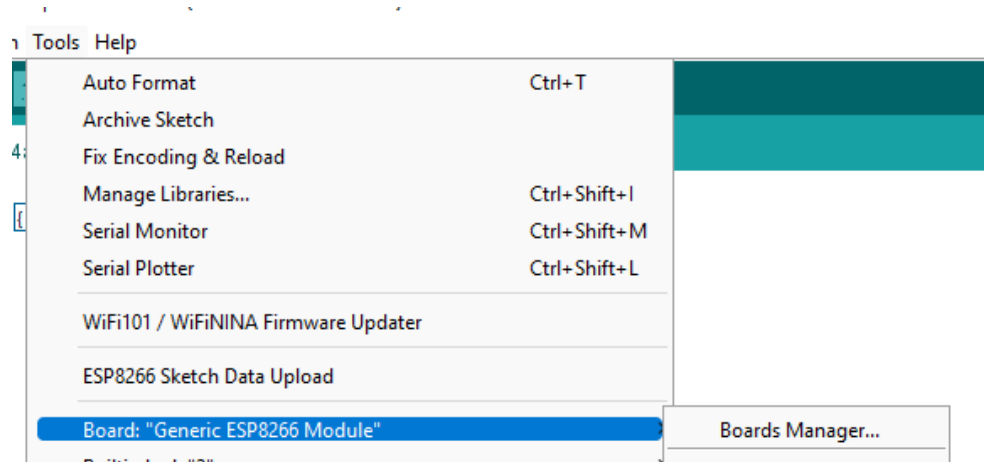 Tools Help
Auto Format Ctrl+T
Archive Sketch
Fix Encoding & Reload
Manage Libraries... Ctrl+Shift+I
Serial Monitor Ctrl+Shift+M
Serial Plotter Ctrl+Shift+L
WiFi101 / WiFiNINA Firmware Updater
ESP8266 Sketch Data Upload
Board: "Generic ESP8266 Module"
Boards Manager...